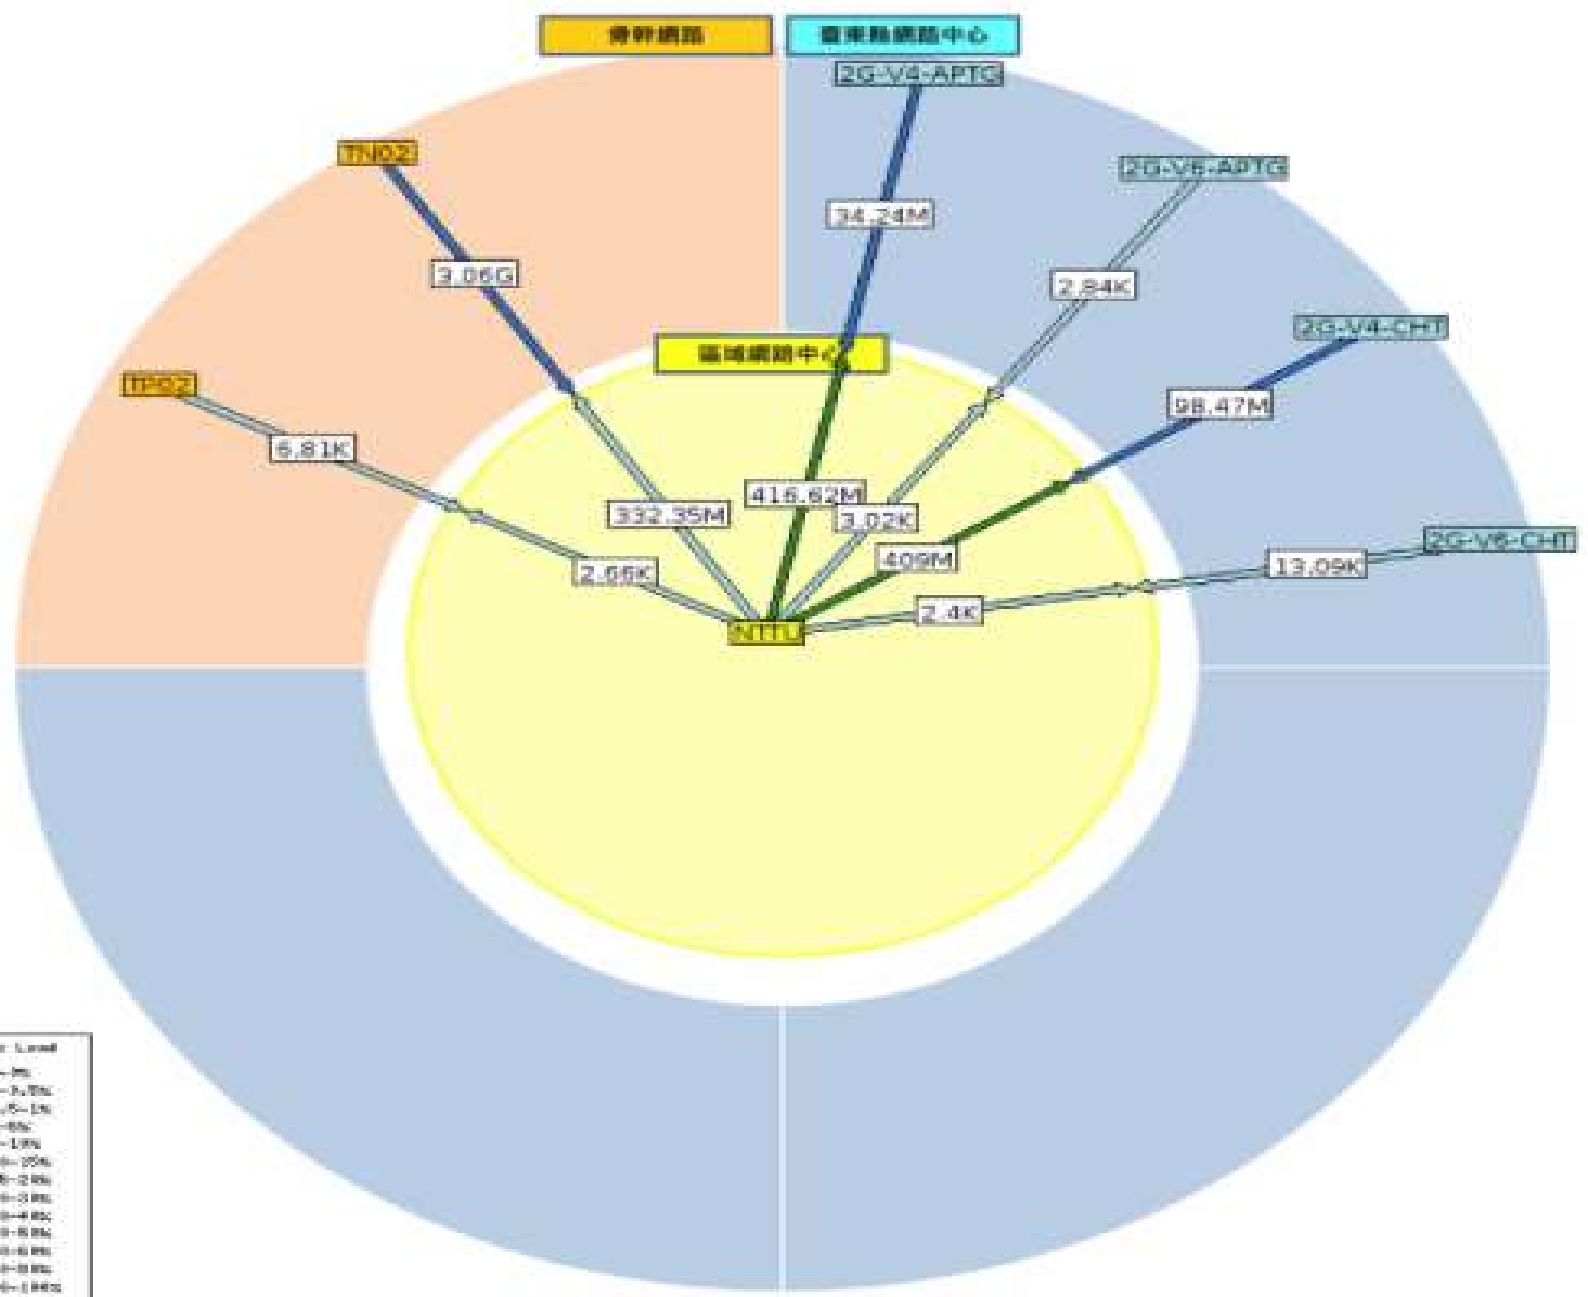 骨幹網路
臺東縣網路中心
2G-V4-APTG
TN02
2G-V6-APTG
34.24M
3.06G
2.84K
2G-V4-CHT
區域網路中心
TP02
98.47M
6.81K
416.62M
332.35M
3.02K
2G-V6-CHT
409M
13.09K
2.66K
2.4K
NTTU
Load